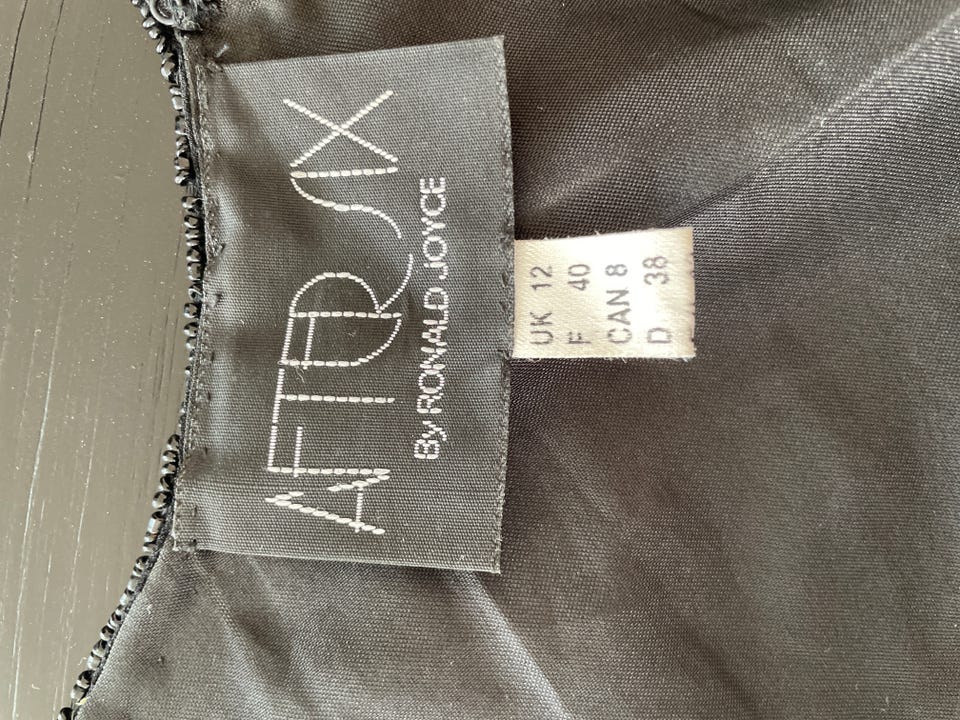 AFTER SIX
By RONALD JOYCE
UK 12
F 40
CAN 8
D 38